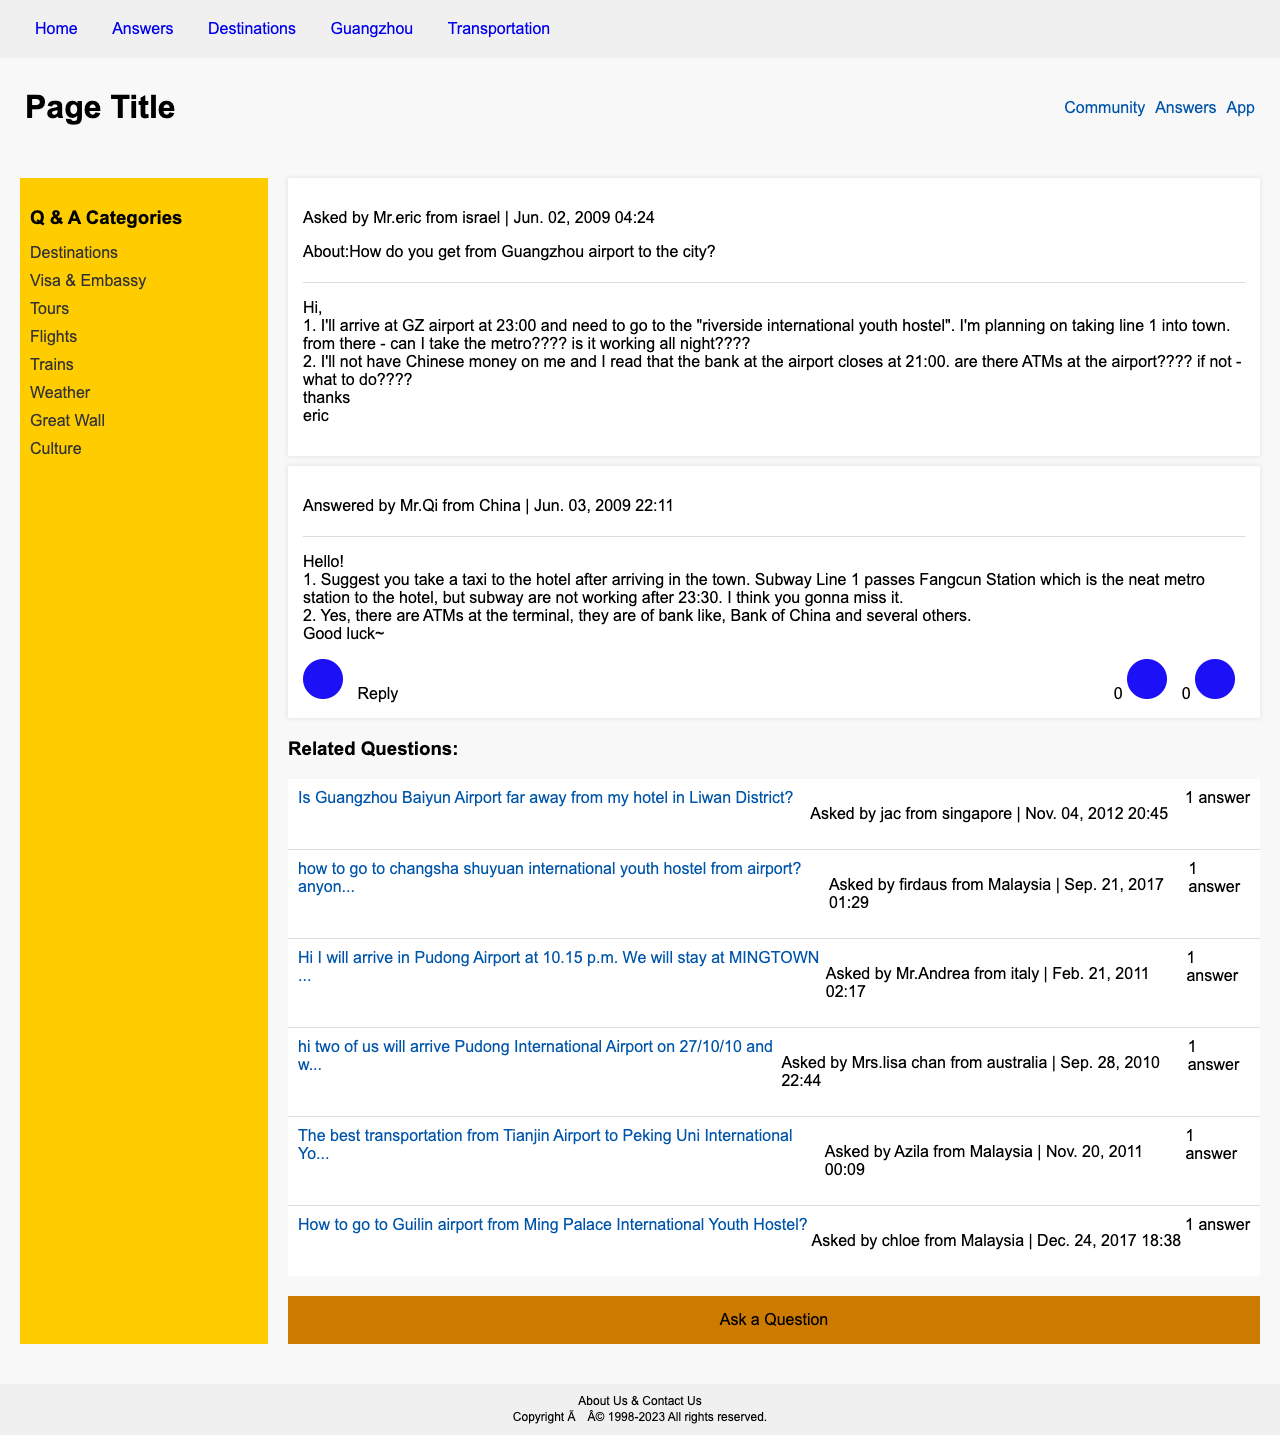 Home Answers Destinations Guangzhou Transportation
Page Title
Community Answers App
Q & A Categories
Destinations
Visa & Embassy
Tours
Flights
Trains
Weather
Great Wall
Culture
Asked by Mr.eric from israel | Jun. 02, 2009 04:24
About:How do you get from Guangzhou airport to the city?
Hi,
1. I'll arrive at GZ airport at 23:00 and need to go to the "riverside international youth hostel". I'm planning on taking line 1 into town.
from there - can I take the metro???? is it working all night????
2. I'll not have Chinese money on me and I read that the bank at the airport closes at 21:00. are there ATMs at the airport???? if not -
what to do????
thanks
eric
Answered by Mr.Qi from China | Jun. 03, 2009 22:11
Hello!
1. Suggest you take a taxi to the hotel after arriving in the town. Subway Line 1 passes Fangcun Station which is the neat metro
station to the hotel, but subway are not working after 23:30. I think you gonna miss it.
2. Yes, there are ATMs at the terminal, they are of bank like, Bank of China and several others.
Good luck~
Reply 0 0
Related Questions:
Is Guangzhou Baiyun Airport far away from my hotel in Liwan District?
Asked by jac from singapore | Nov. 04, 2012 20:45
1 answer
how to go to changsha shuyuan international youth hostel from airport?
anyon...
Asked by firdaus from Malaysia | Sep. 21, 2017
01:29
1
answer
Hi I will arrive in Pudong Airport at 10.15 p.m. We will stay at MINGTOWN
...
Asked by Mr.Andrea from italy | Feb. 21, 2011
02:17
1
answer
hi two of us will arrive Pudong International Airport on 27/10/10 and
w...
Asked by Mrs.lisa chan from australia | Sep. 28, 2010
22:44
1
answer
The best transportation from Tianjin Airport to Peking Uni International
Yo...
Asked by Azila from Malaysia | Nov. 20, 2011
00:09
1
answer
How to go to Guilin airport from Ming Palace International Youth Hostel?
Asked by chloe from Malaysia | Dec. 24, 2017 18:38
1 answer
Ask a Question
About Us & Contact Us
Copyright Ã Â© 1998-2023 All rights reserved.